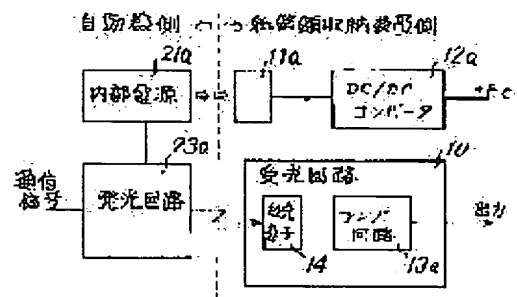 自動機側 ← → 紙幣類収納装置側
21a
内部電源
11a
12a
DC/DC
コンバータ
23a
通信
信号
発光回路
10
受光回路
受光
素子
14
アンプ
回路
13a
出力